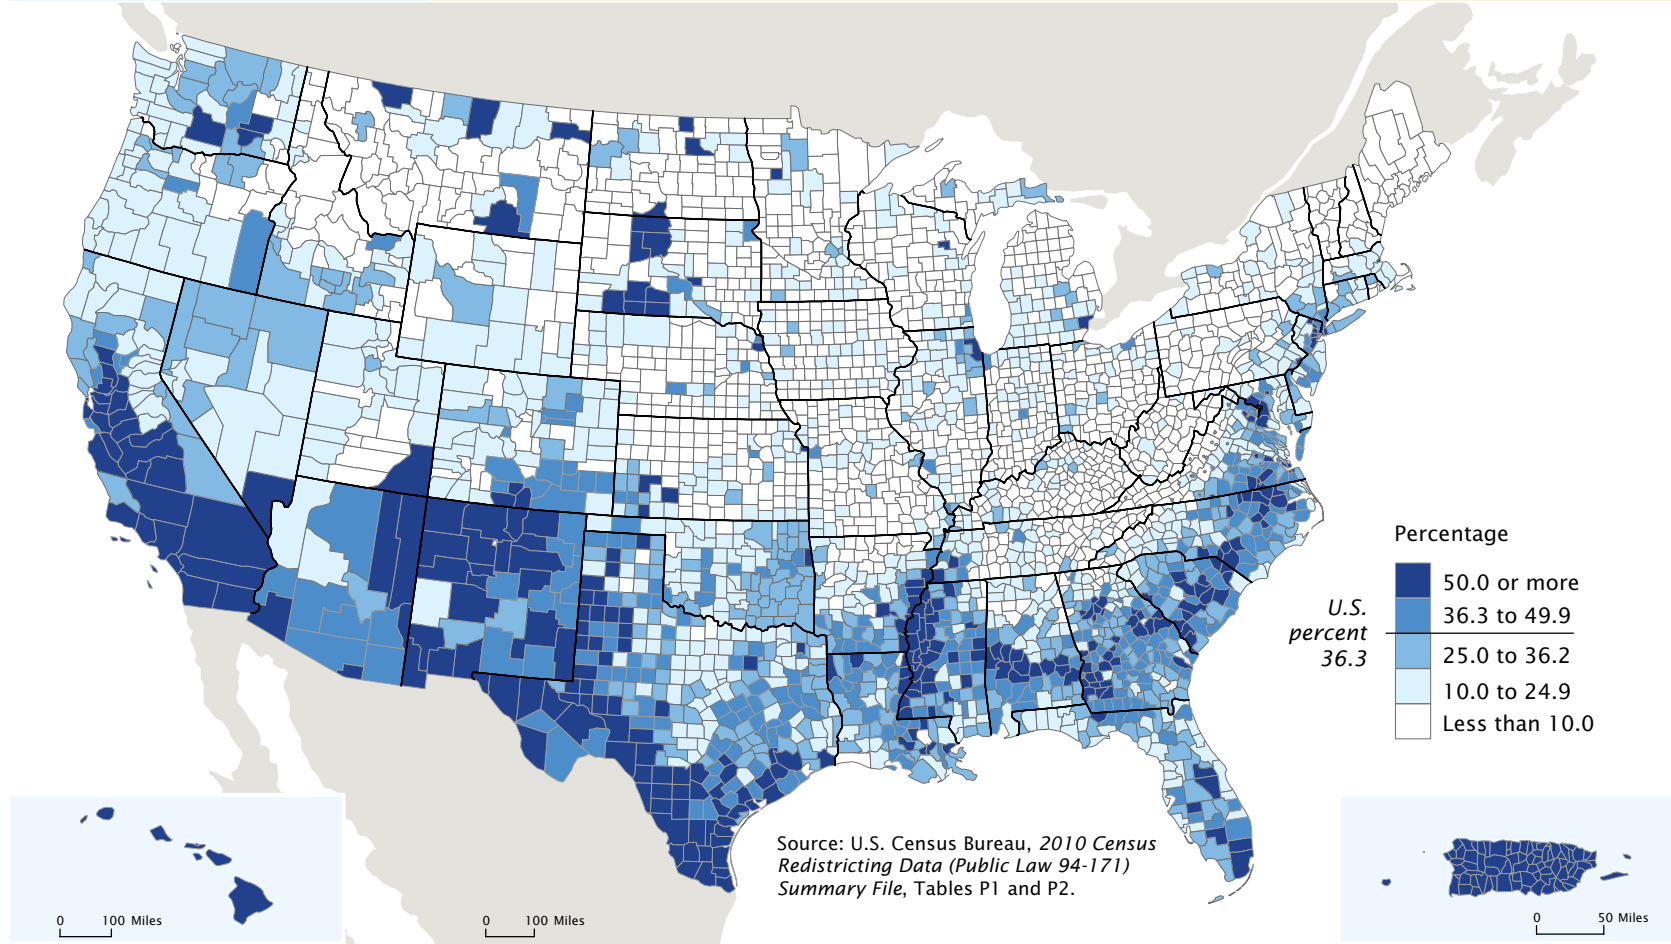 Percentage
50.0 or more
36.3 to 49.9
U.S.
percent
36.3
25.0 to 36.2
10.0 to 24.9
Less than 10.0
Source: U.S. Census Bureau, 2010 Census
Redistricting Data (Public Law 94-171)
Summary File, Tables P1 and P2.
0 100 Miles
0 100 Miles
0 50 Miles